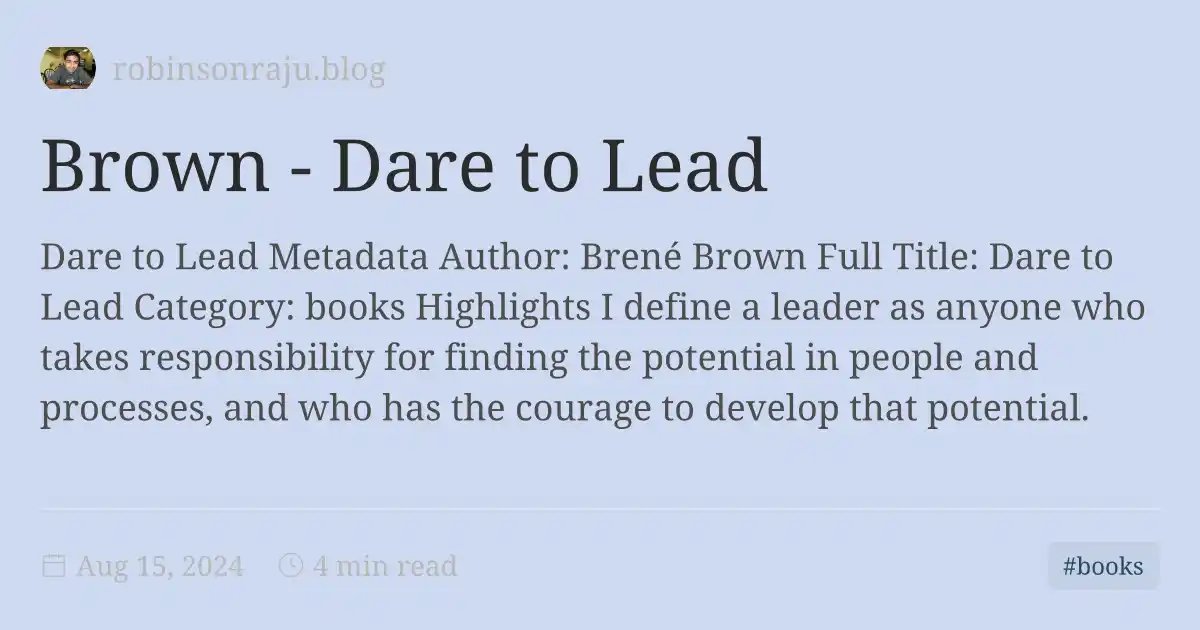 robinsonraju.blog
Brown - Dare to Lead
Dare to Lead Metadata Author: Brené Brown Full Title: Dare to
Lead Category: books Highlights I define a leader as anyone who
takes responsibility for finding the potential in people and
processes, and who has the courage to develop that potential.
Aug 15, 2024 4 min read #books